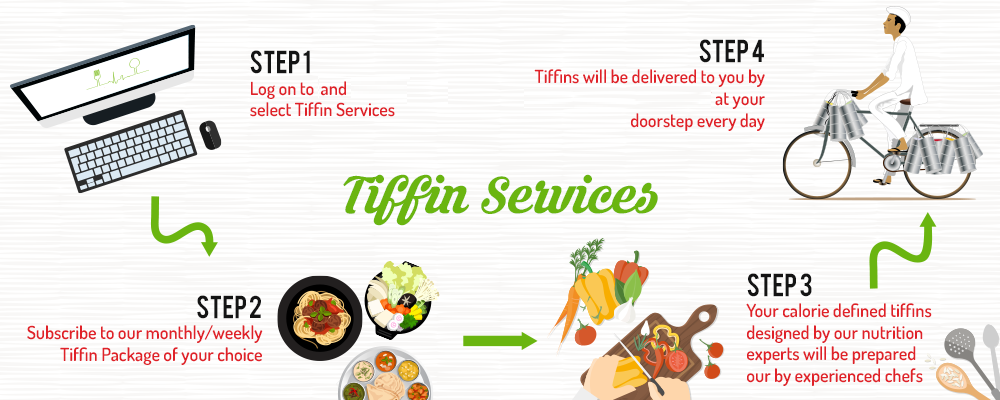 STEP 1
Log on to and
select Tiffin Services
STEP 4
Tiffins will be delivered to you by
at your
doorstep every day
Tiffin Services
STEP 2
Subscribe to our monthly/weekly
Tiffin Package of your choice
STEP 3
Your calorie defined tiffins
designed by our nutrition
experts will be prepared
our by experienced chefs